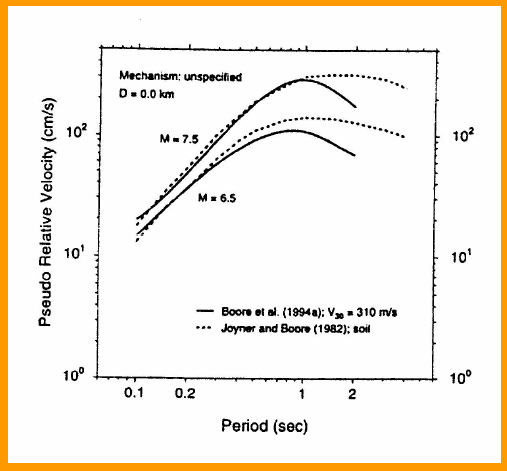 Mechanism: unspecified
D = 0.0 km
M = 7.5
M = 6.5
Boore et al. (1994a); V30 = 310 m/s
Joyner and Boore (1982); soil
Pseudo Relative Velocity (cm/s)
10²
10¹
10⁰
10²
10¹
10⁰
0.1 0.2 1 2
Period (sec)